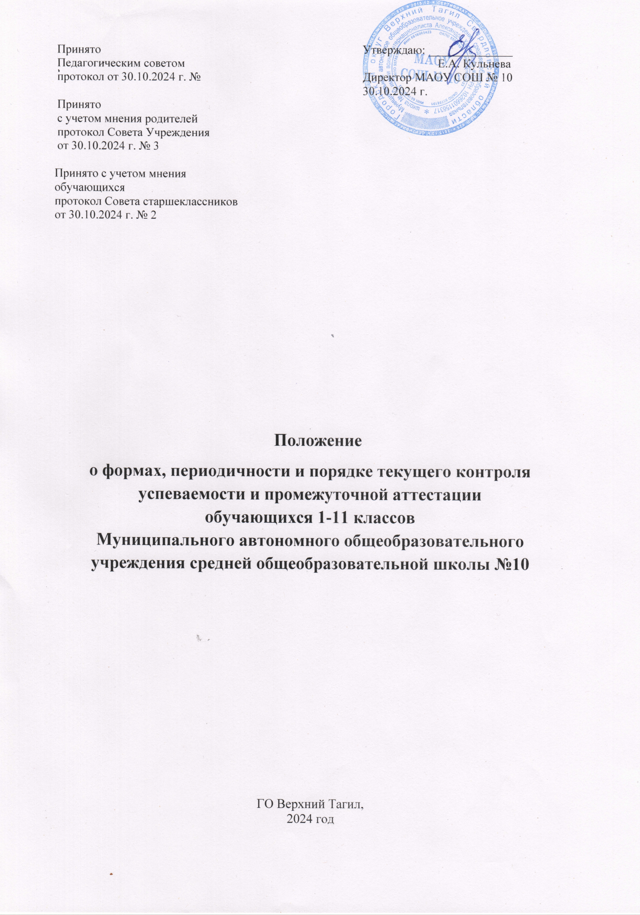 Принято
Педагогическим советом
протокол от 30.10.2024 г. №
Принято
с учетом мнения родителей
протокол Совета Учреждения
от 30.10.2024 г. № 3
Принято с учетом мнения
обучающихся
протокол Совета старшеклассников
от 30.10.2024 г. № 2
Утверждаю:
Е.А. Кульнева
Директор МАОУ СОШ № 10
30.10.2024 г.
Положение
о формах, периодичности и порядке текущего контроля
успеваемости и промежуточной аттестации
обучающихся 1-11 классов
Муниципального автономного общеобразовательного
учреждения средней общеобразовательной школы №10
ГО Верхний Тагил,
2024 год